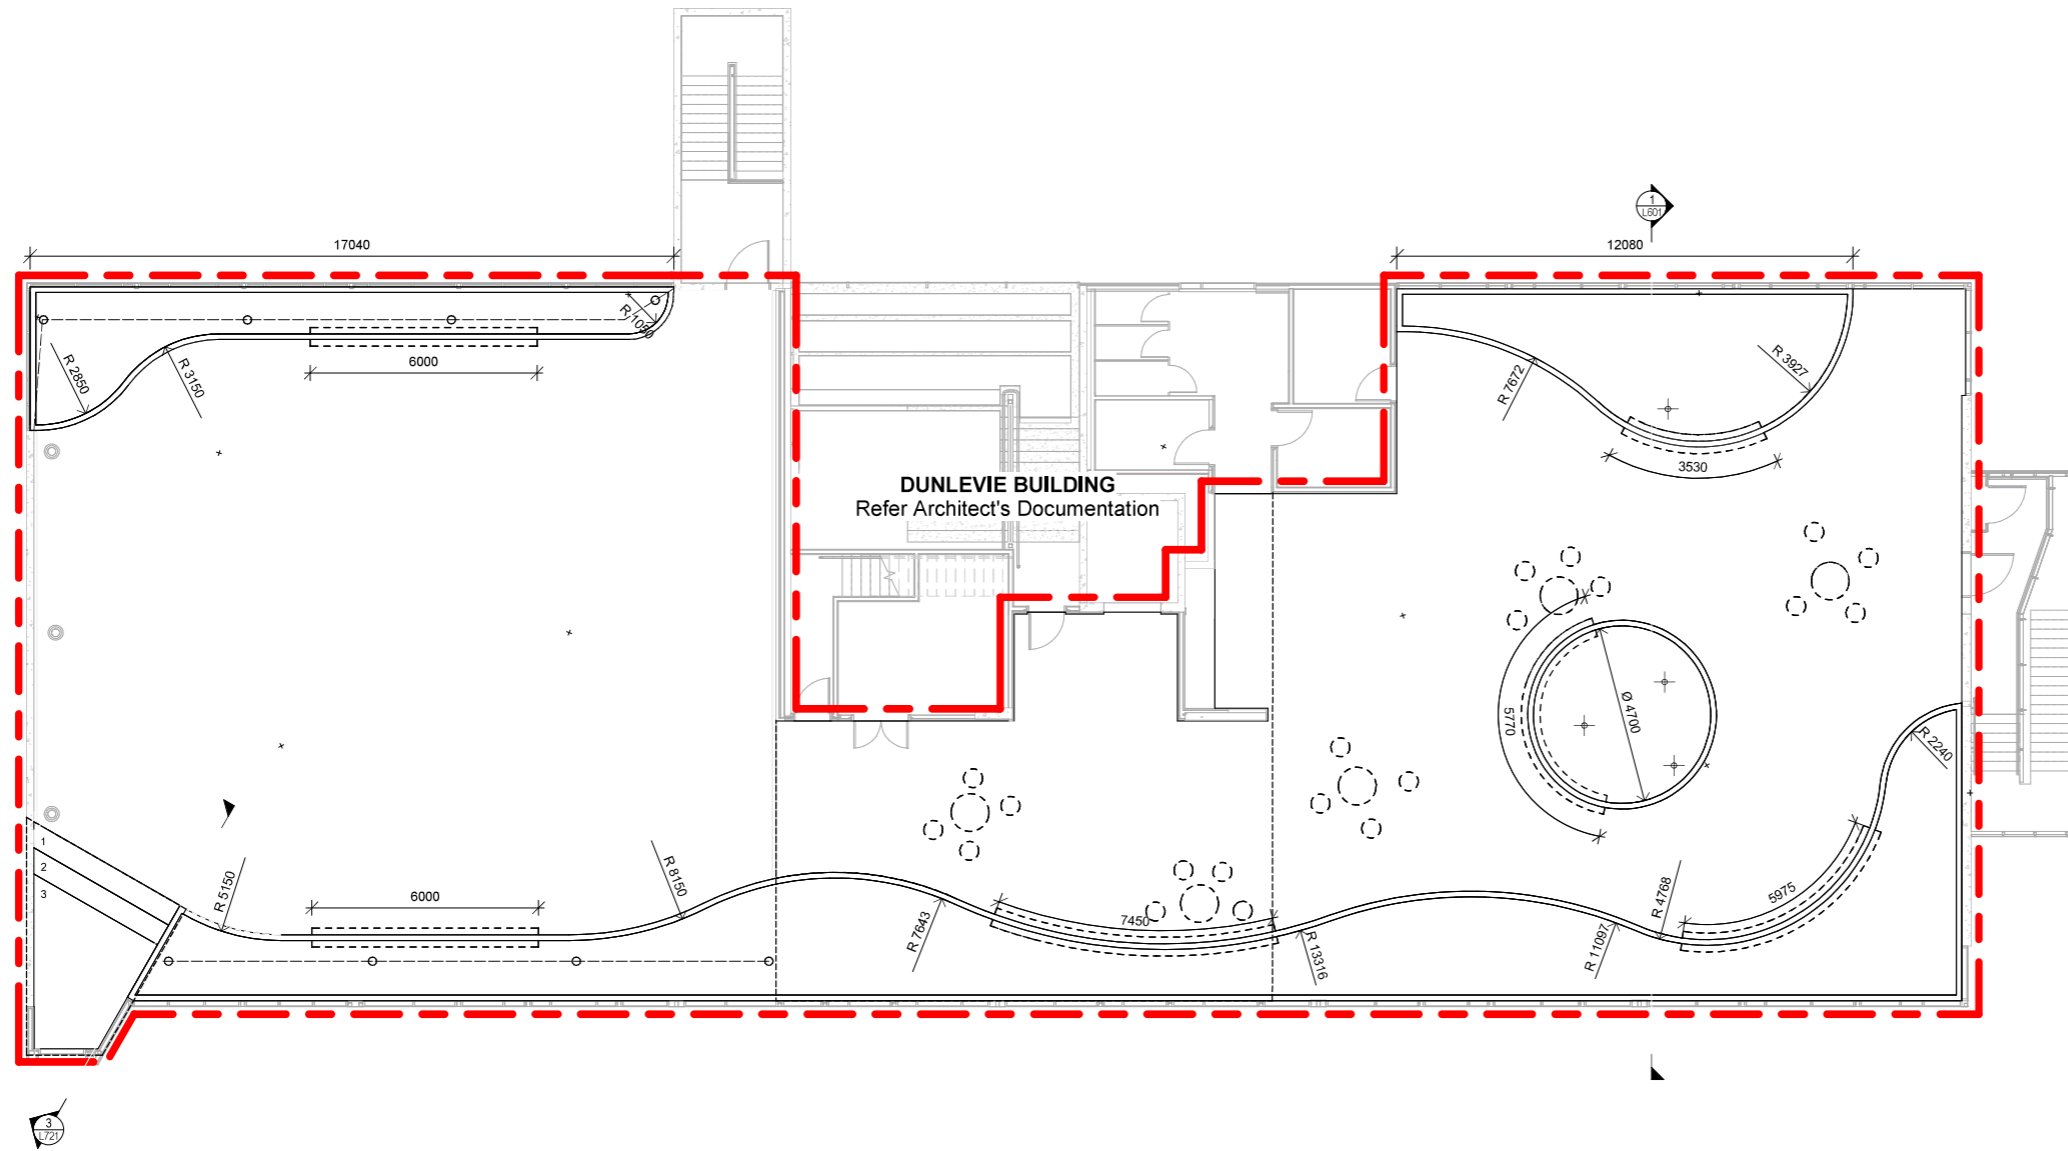 1
L601
17040
12080
R 1050
R 2850
R 3150
6000
R 7672
R 3927
3530
DUNLEVIE BUILDING
Refer Architect's Documentation
Ø 4700
5770
R 2240
1
2
3
R 5150
6000
R 8150
R 7643
7450
R 13316
R 11097
R 4768
5975
3
L721